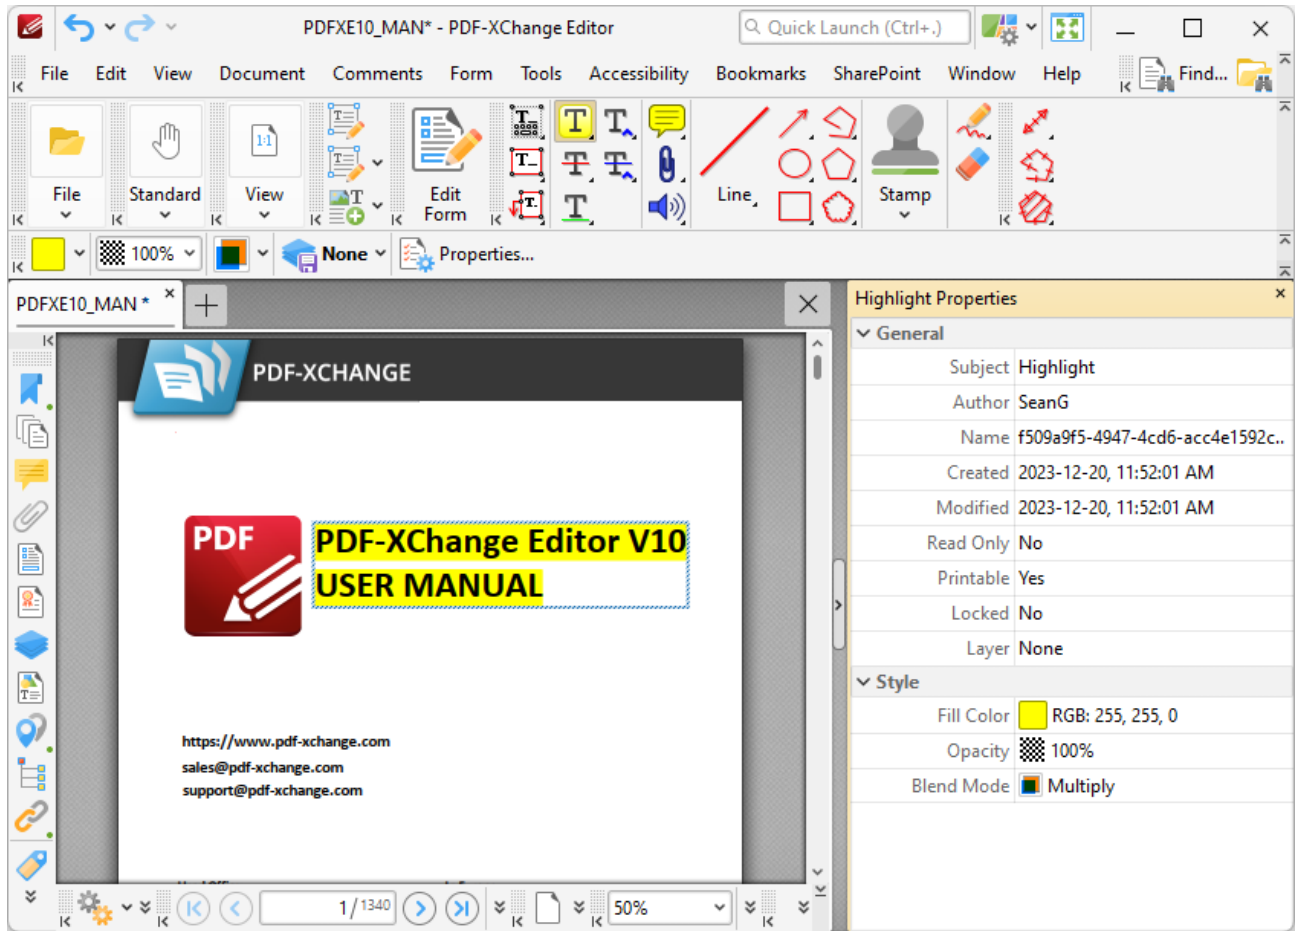 PDFXE10_MAN* - PDF-XChange Editor
Quick Launch (Ctrl+.)
File Edit View Document Comments Form Tools Accessibility Bookmarks SharePoint Window Help Find...
File
Standard
1:1
View
Edit
Form
Line
Stamp
100% None Properties...
PDFXE10_MAN *
PDF-XCHANGE
PDF
PDF-XChange Editor V10
USER MANUAL
https://www.pdf-xchange.com
sales@pdf-xchange.com
support@pdf-xchange.com
1/1340
50%
Highlight Properties
General
Subject Highlight
Author SeanG
Name f509a9f5-4947-4cd6-acc4e1592c..
Created 2023-12-20, 11:52:01 AM
Modified 2023-12-20, 11:52:01 AM
Read Only No
Printable Yes
Locked No
Layer None
Style
Fill Color RGB: 255, 255, 0
Opacity 100%
Blend Mode Multiply